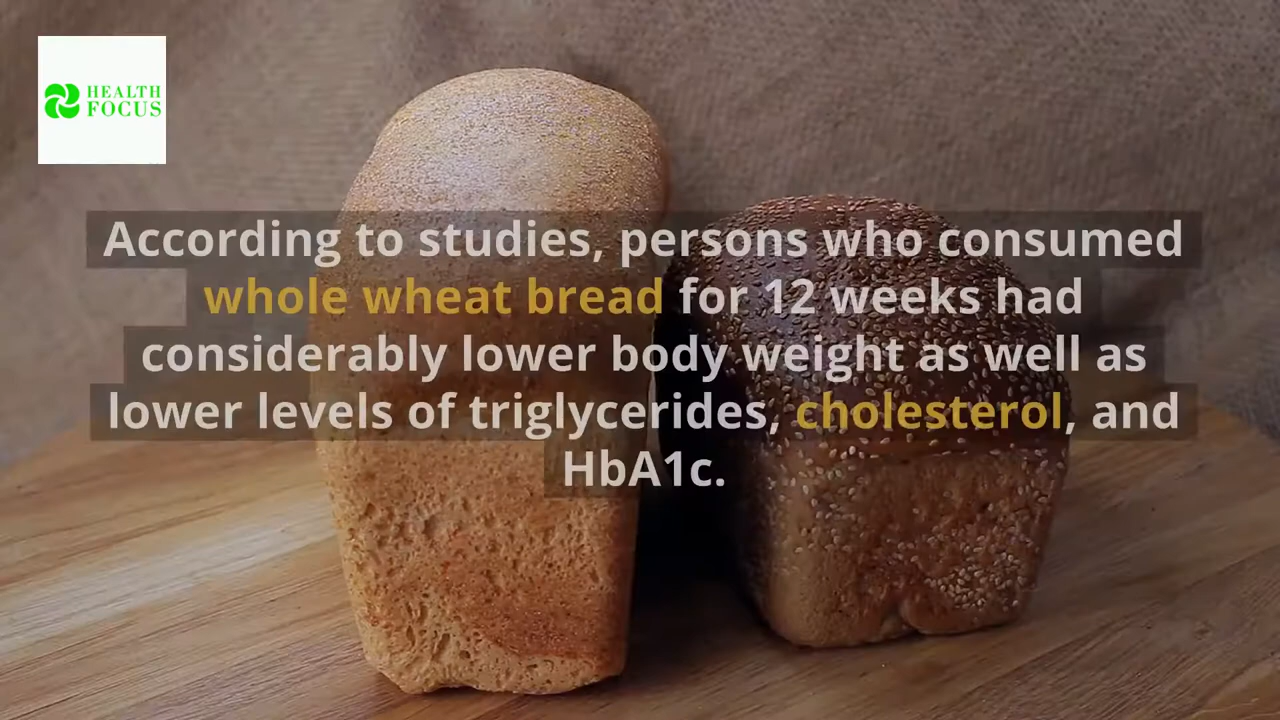 HEALTH
FOCUS
According to studies, persons who consumed
whole wheat bread for 12 weeks had
considerably lower body weight as well as
lower levels of triglycerides, cholesterol, and
HbA1c.